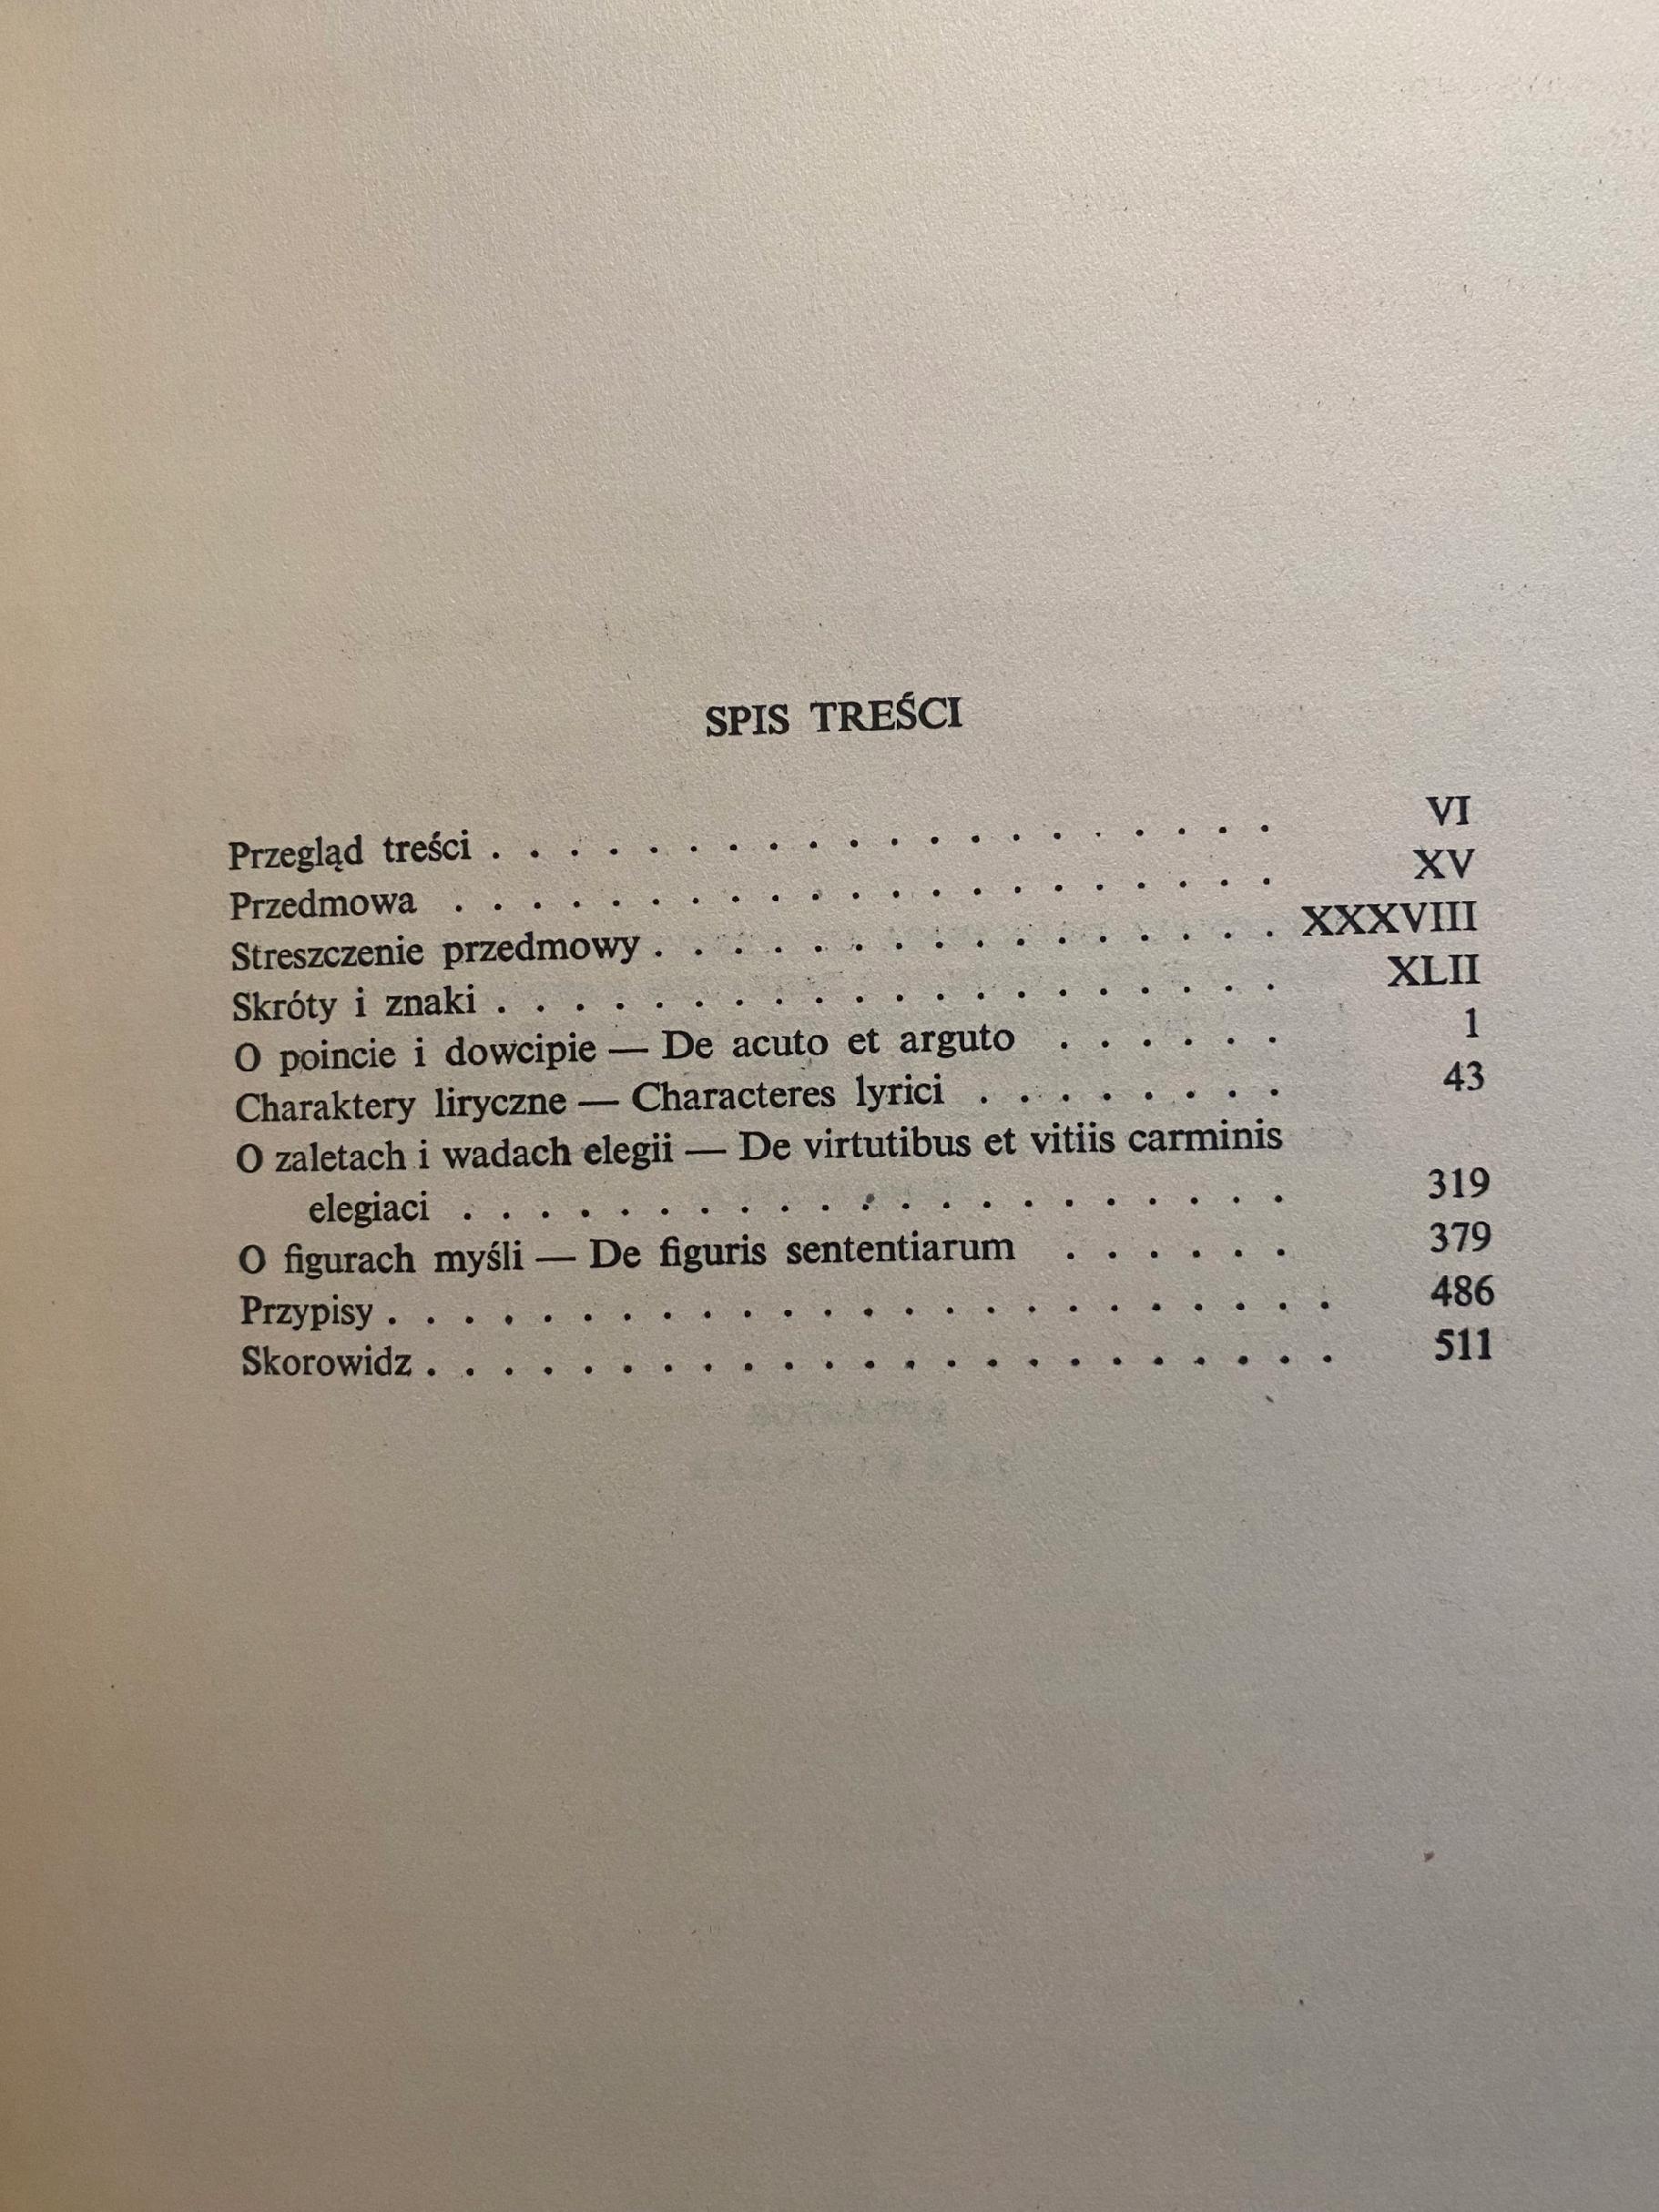 SPIS TREŚCI
Przegląd treści . . . . . . . . . . . . . . . . . . . . VI
Przedmowa . . . . . . . . . . . . . . . . . . . . . XV
Streszczenie przedmowy . . . . . . . . . . . . . . . . XXXVIII
Skróty i znaki . . . . . . . . . . . . . . . . . . . . XLII
O poincie i dowcipie — De acuto et arguto . . . . . . 1
Charaktery liryczne — Characteres lyrici . . . . . . . . 43
O zaletach i wadach elegii — De virtutibus et vitiis carminis
elegiaci . . . . . . . . . . . . . . . . . . . . . 319
O figurach myśli — De figuris sententiarum . . . . . . 379
Przypisy . . . . . . . . . . . . . . . . . . . . . . . . 486
Skorowidz . . . . . . . . . . . . . . . . . . . . . . . 511